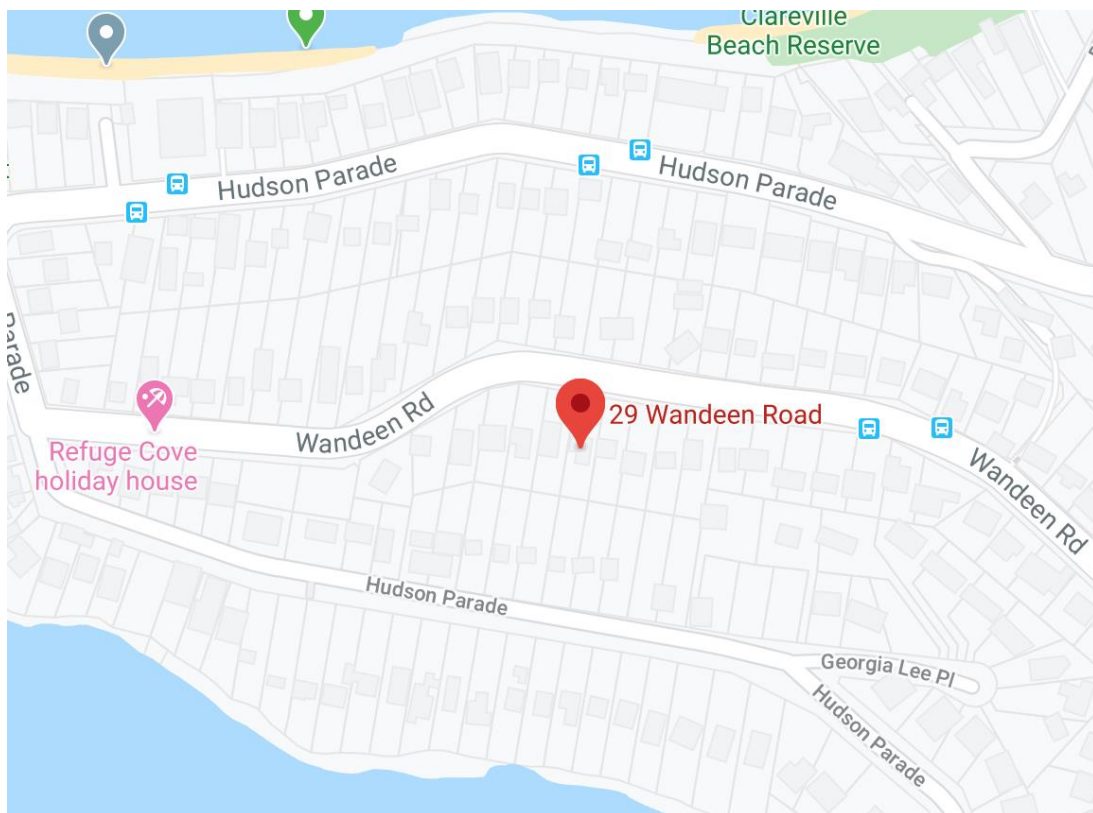 Clareville
Beach Reserve
Hudson Parade
Hudson Parade
Parade
Wandeen Rd
29 Wandeen Road
Refuge Cove
holiday house
Wandeen Rd
Hudson Parade
Georgia Lee Pl
Hudson Parade